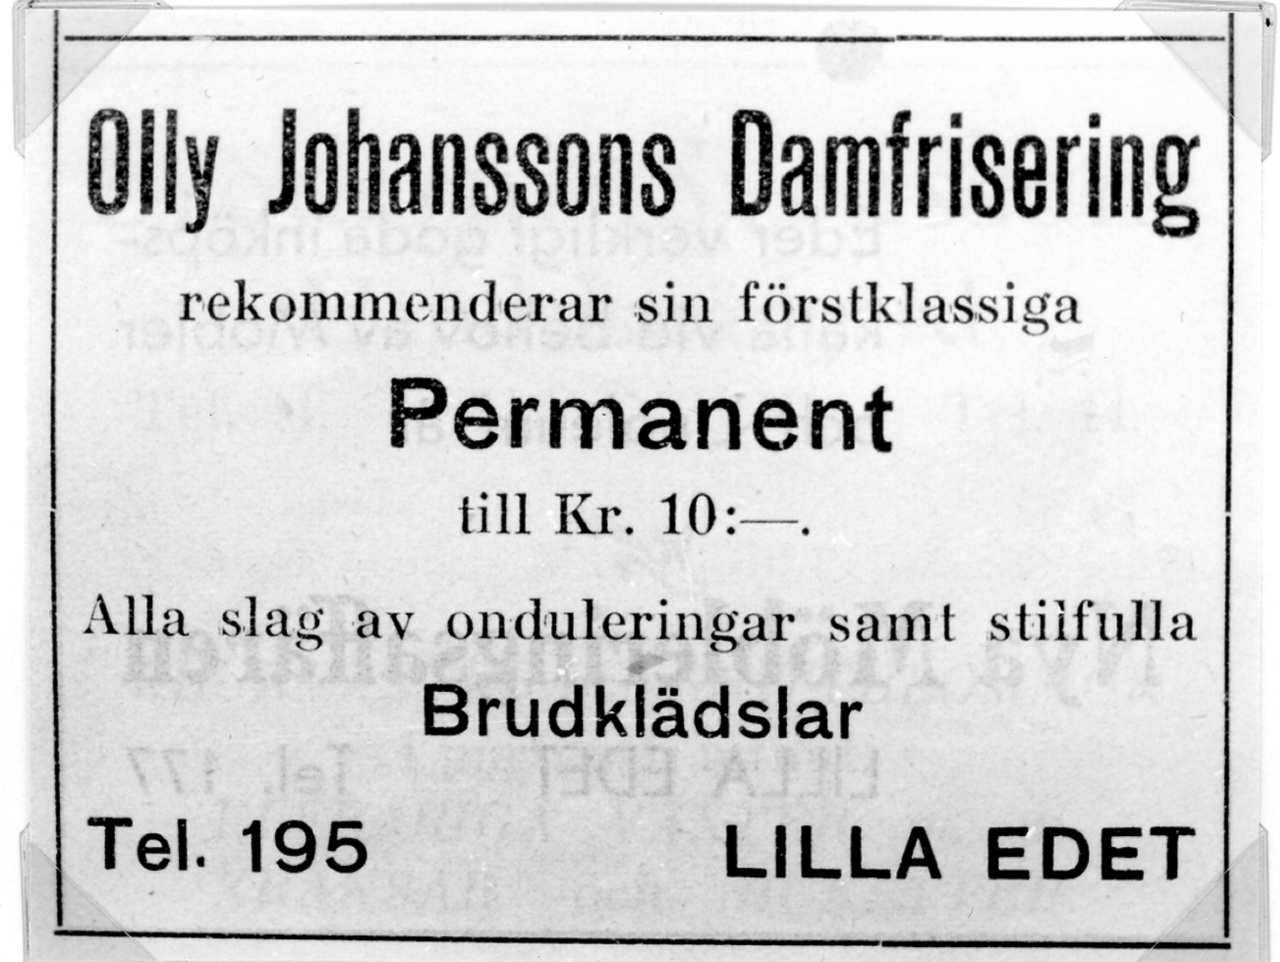 Olly Johanssons Damfrisering
rekommenderar sin förstklassiga
Permanent
till Kr. 10:—.
Alla slag av onduleringar samt stilfulla
Brudklädslar
Tel. 195 LILLA EDET